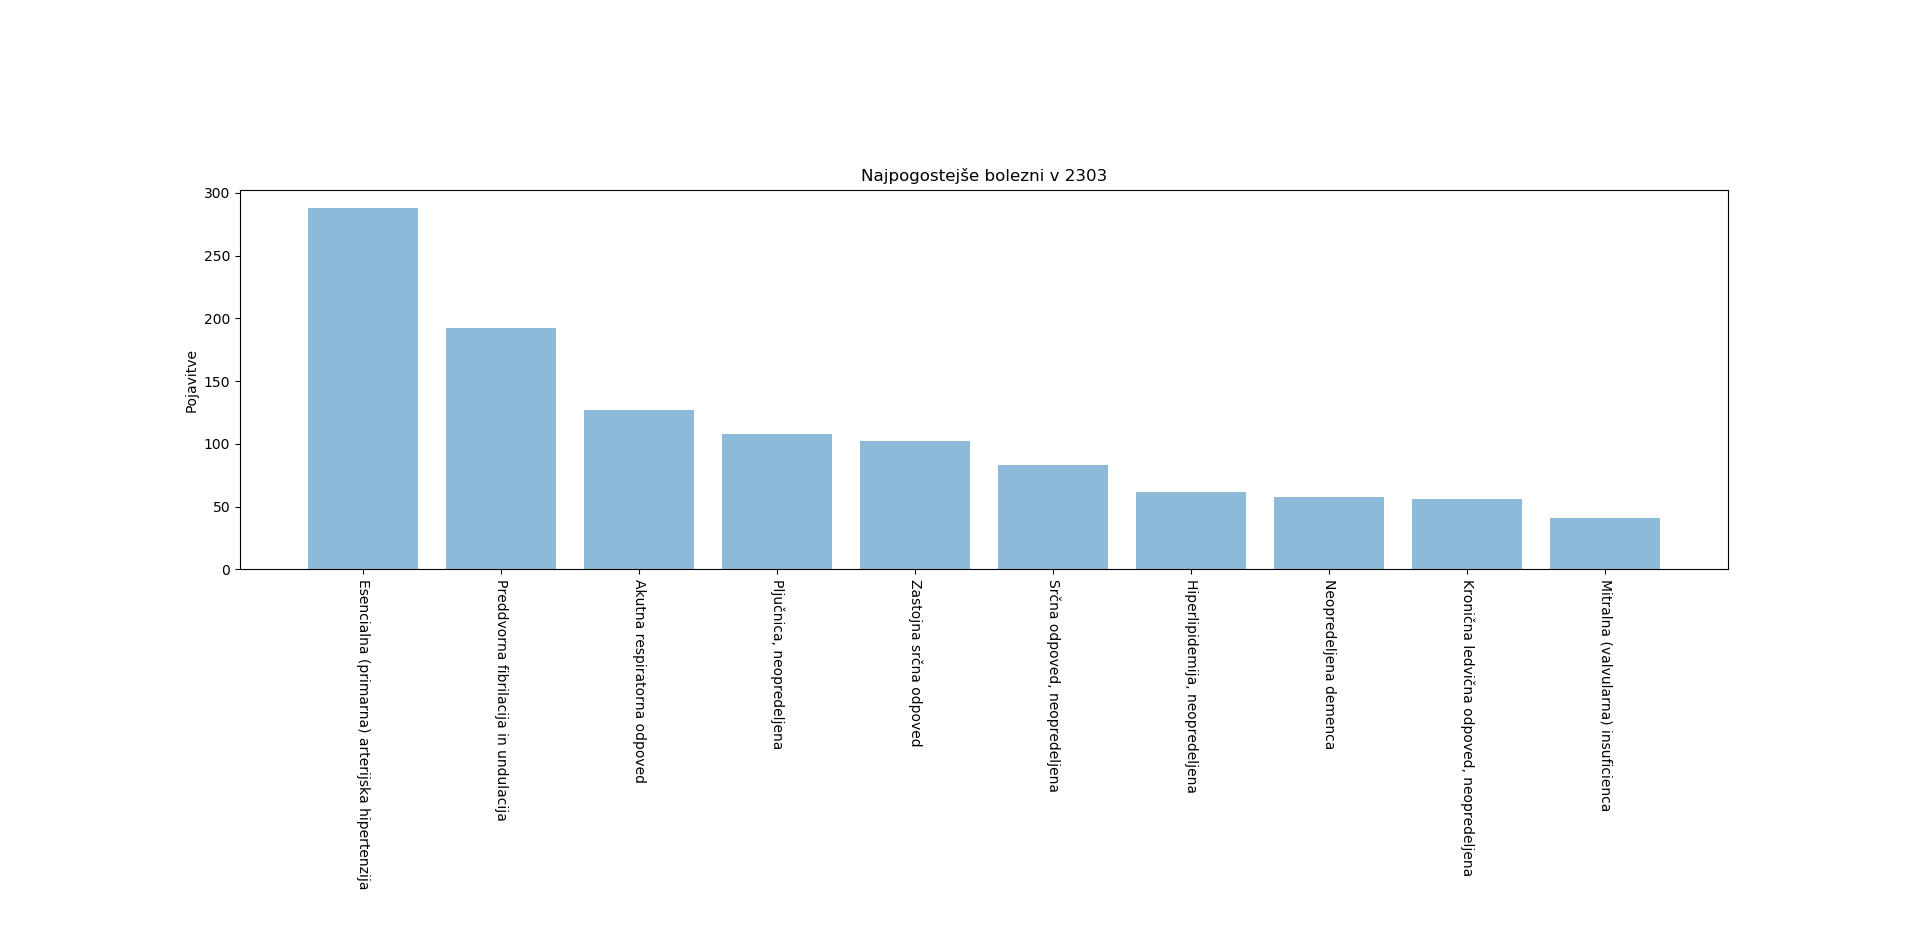 Najpogostejše bolezni v 2303
Pojavitve
300
250
200
150
100
50
0
Esencialna (primarna) arterijska hipertenzija
Preddvorna fibrilacija in undulacija
Akutna respiratorna odpoved
Pljučnica, neopredeljena
Zastojna srčna odpoved
Srčna odpoved, neopredeljena
Hiperlipidemija, neopredeljena
Neopredeljena demenca
Kronična ledvična odpoved, neopredeljena
Mitralna (valvularna) insuficienca